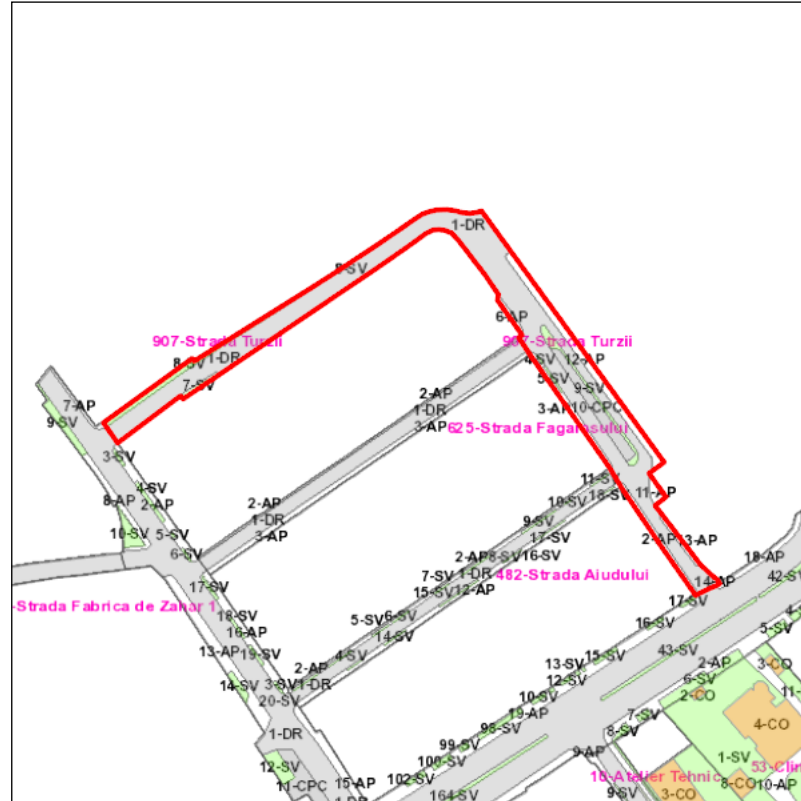 1-DR
8-SV
6-AP
907-Strada Turzii
907-Strada Turzii
8-SV
1-DR
4-SV
12-AP
7-SV
5-SV
9-SV
2-AP
7-AP
1-DR
3-AP
10-CPC
9-SV
3-AP
625-Strada Fagarasului
3-SV
11-SV
4-SV
18-SV
11-AP
8-AP
2-AP
2-AP
10-SV
1-DR
9-SV
10-SV
5-SV
3-AP
17-SV
2-AP
13-AP
6-SV
2-AP
8-SV
16-SV
18-AP
7-SV
1-DR
482-Strada Aiudului
14-AP
42-SV
17-SV
15-SV
12-AP
17-SV
-Strada Fabrica de Zahar 1
18-SV
5-SV
6-SV
16-SV
4-
16-AP
14-SV
5-SV
13-AP
19-SV
4-SV
15-SV
43-SV
2-AP
3-CO
13-SV
2-AP
12-SV
6-SV
14-SV
3-SV
1-DR
10-SV
2-CO
11-
20-SV
19-AP
7-SV
4-CO
1-DR
98-SV
8-SV
99-SV
9-AP
1-SV
12-SV
100-SV
53-Clin
11-CPC
15-AP
102-SV
10-Atelier Tehnic
8-CO
10-AP
1-DR
164-SV
9-SV
3-CO